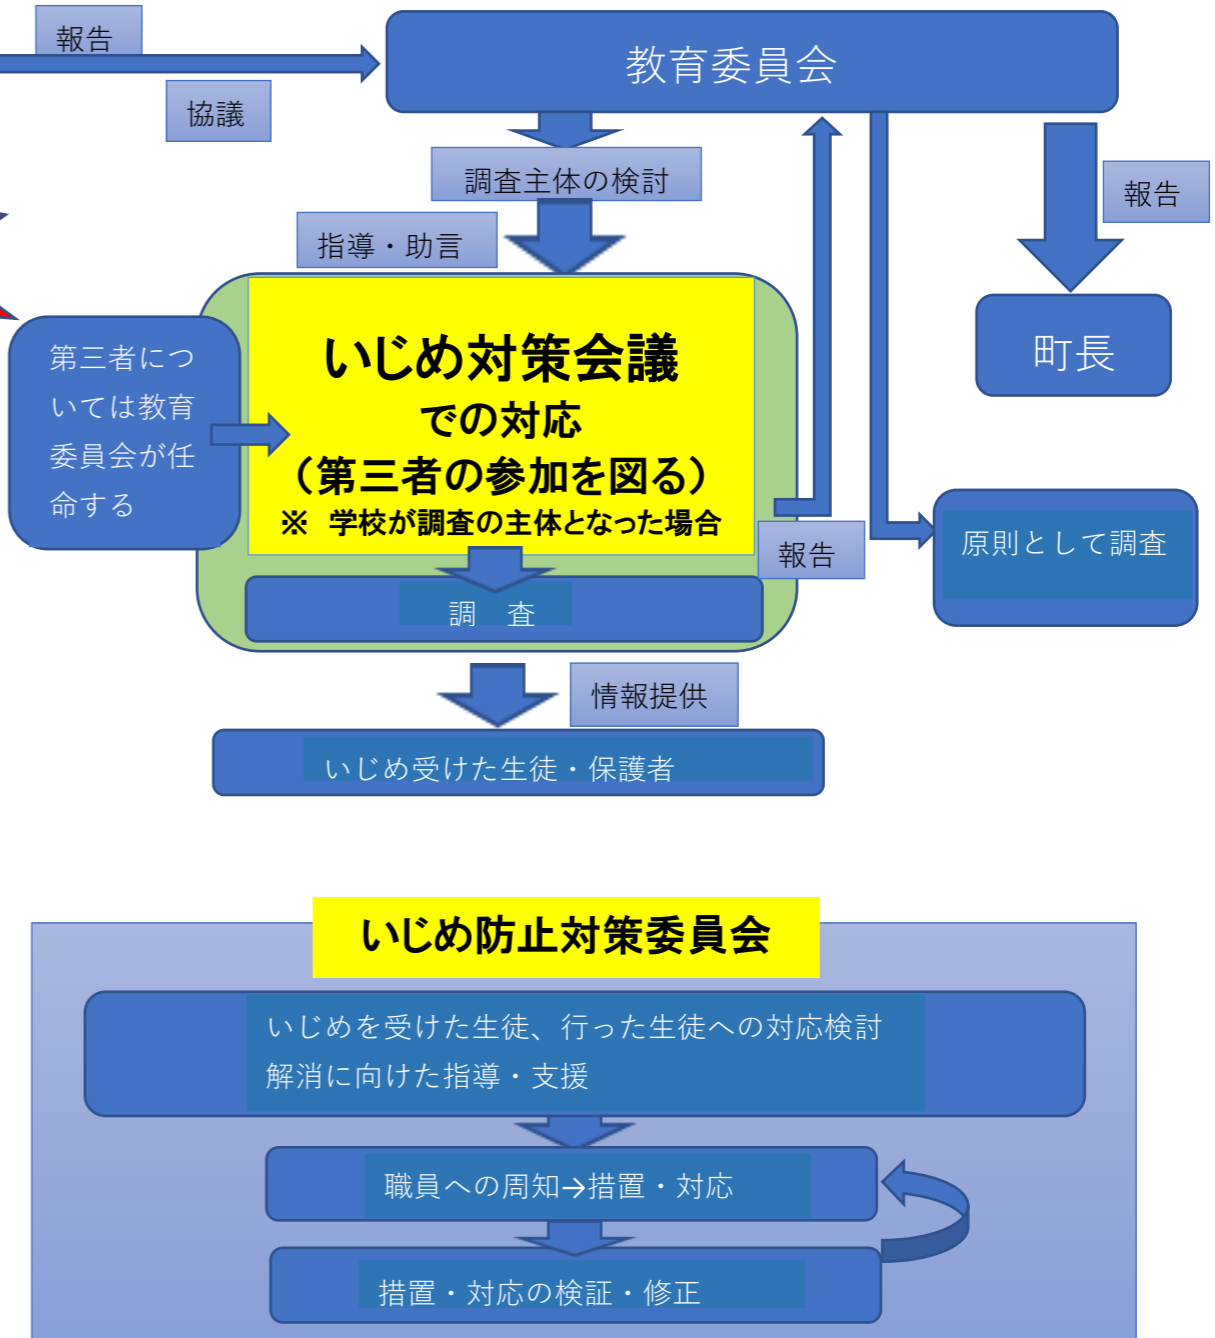 報告
教育委員会
協議
調査主体の検討
報告
指導・助言
第三者につ
いては教育
委員会が任
命する
いじめ対策会議
での対応
（第三者の参加を図る）
※ 学校が調査の主体となった場合
町長
報告
原則として調査
調 査
情報提供
いじめ受けた生徒・保護者
いじめ防止対策委員会
いじめを受けた生徒、行った生徒への対応検討
解消に向けた指導・支援
職員への周知→措置・対応
措置・対応の検証・修正